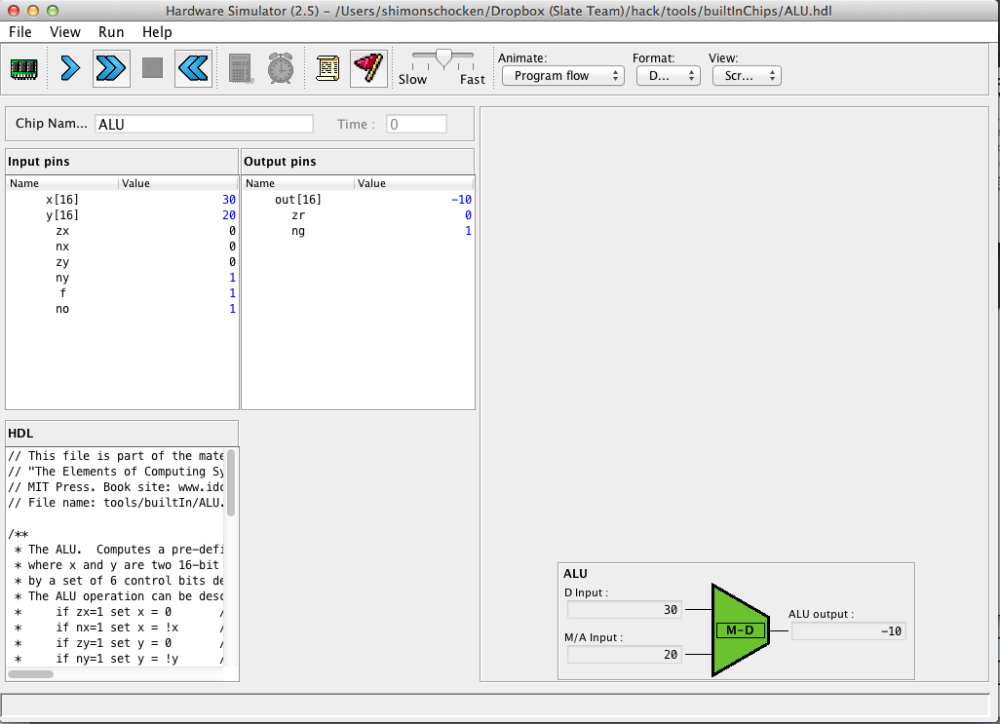 Hardware Simulator (2.5) – /Users/shimonschocken/Dropbox (Slate Team)/hack/tools/builtInChips/ALU.hdl
File View Run Help
Slow Fast
Animate: Format: View:
Program flow D... Scr...
Chip Nam... ALU Time : 0
Input pins
Name Value
x[16] 30
y[16] 20
zx 0
nx 0
zy 0
ny 1
f 1
no 1
Output pins
Name Value
out[16] -10
zr 0
ng 1
HDL
// This file is part of the mate
// "The Elements of Computing Sy
// MIT Press. Book site: www.idc
// File name: tools/builtIn/ALU.
/**
* The ALU. Computes a pre-defi
* where x and y are two 16-bit
* by a set of 6 control bits de
* The ALU operation can be desc
* if zx=1 set x = 0 /
* if nx=1 set x = !x /
* if zy=1 set y = 0 /
* if ny=1 set y = !y /
ALU
D Input :
30
M/A Input :
20
M-D
ALU output :
-10